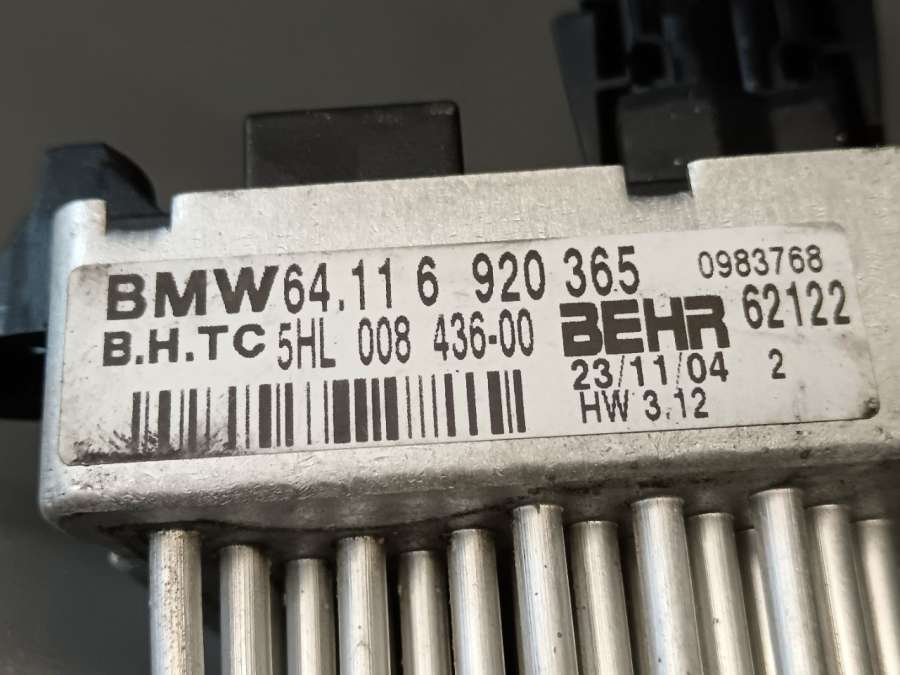 BMW 64.11 6 920 365 0983768
B.H.TC 5HL 008 436-00 BEHR 62122
23/11/04 2
HW 3.12